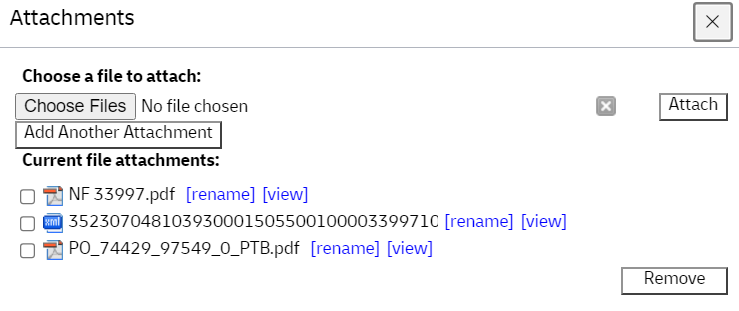 Attachments
Choose a file to attach:
Choose Files No file chosen Attach
Add Another Attachment
Current file attachments:
NF 33997.pdf [rename] [view]
xml 352307048103930001505500100003399710 [rename] [view]
PO_74429_97549_0_PTB.pdf [rename] [view]
Remove